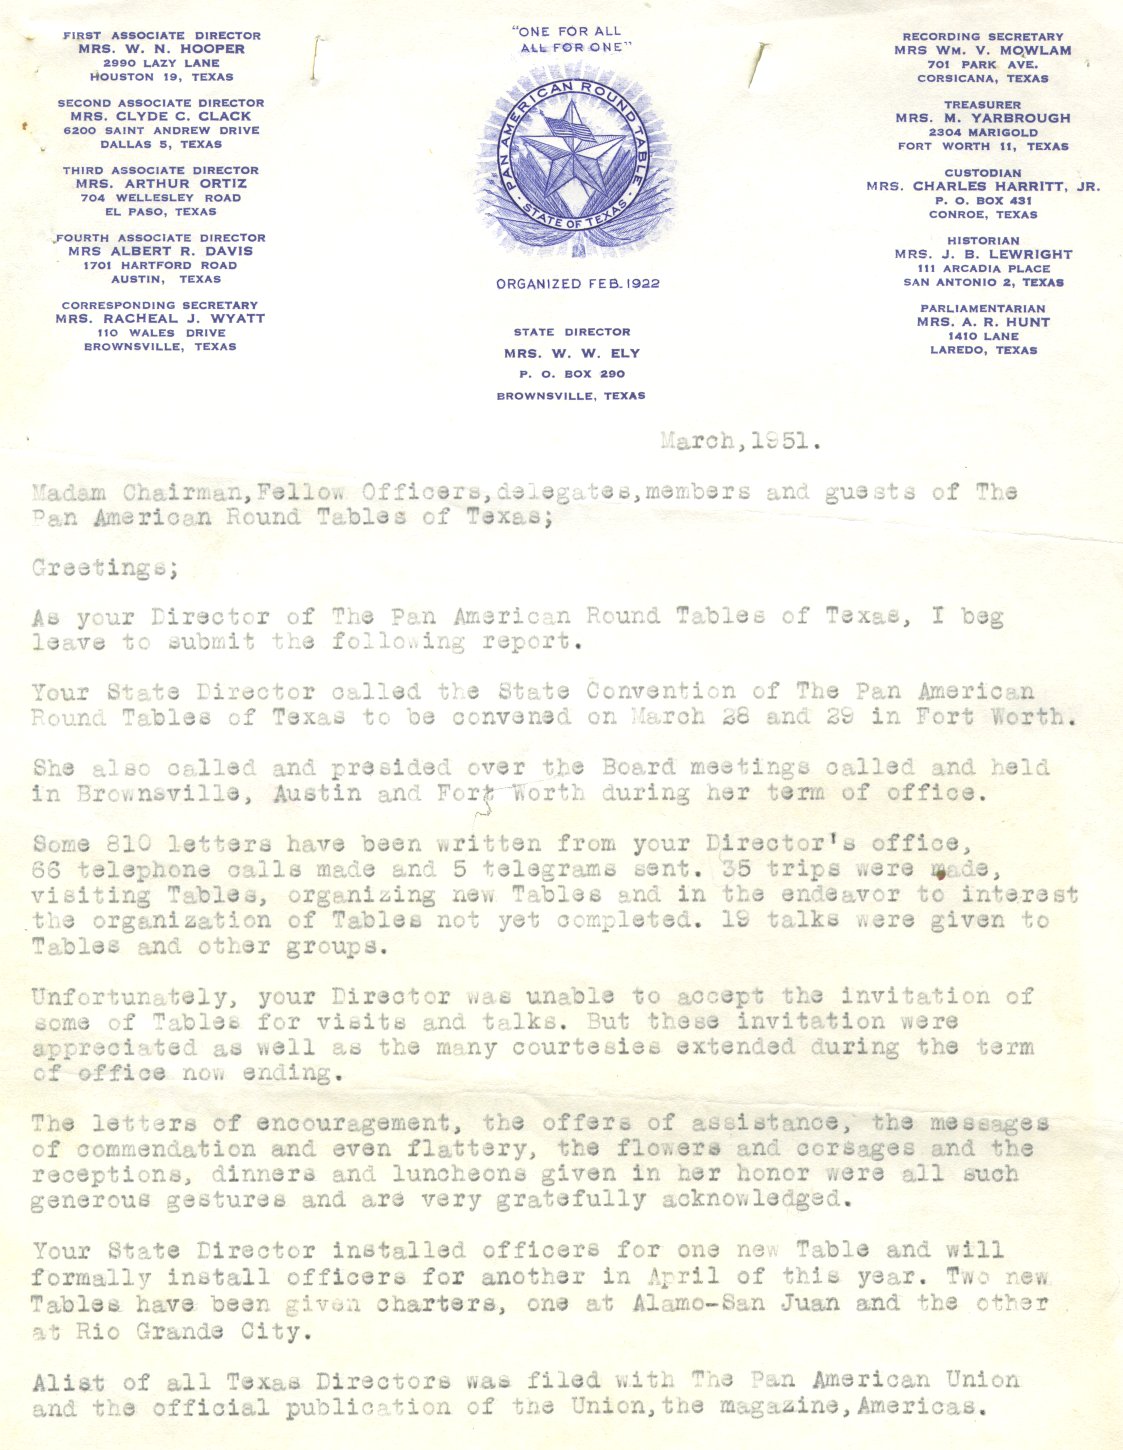 FIRST ASSOCIATE DIRECTOR
MRS. W. N. HOOPER
2990 LAZY LANE
HOUSTON 19, TEXAS
SECOND ASSOCIATE DIRECTOR
MRS. CLYDE C. CLACK
6200 SAINT ANDREW DRIVE
DALLAS 5, TEXAS
THIRD ASSOCIATE DIRECTOR
MRS. ARTHUR ORTIZ
704 WELLESLEY ROAD
EL PASO, TEXAS
FOURTH ASSOCIATE DIRECTOR
MRS ALBERT R. DAVIS
1701 HARTFORD ROAD
AUSTIN, TEXAS
CORRESPONDING SECRETARY
MRS. RACHEAL J. WYATT
110 WALES DRIVE
BROWNSVILLE, TEXAS
"ONE FOR ALL
ALL FOR ONE"
PAN AMERICAN ROUND TABLE
STATE OF TEXAS
ORGANIZED FEB. 1922
STATE DIRECTOR
MRS. W. W. ELY
P. O. BOX 290
BROWNSVILLE, TEXAS
RECORDING SECRETARY
MRS WM. V. MOWLAM
701 PARK AVE.
CORSICANA, TEXAS
TREASURER
MRS. M. YARBROUGH
2304 MARIGOLD
FORT WORTH 11, TEXAS
CUSTODIAN
MRS. CHARLES HARRITT, JR.
P. O. BOX 431
CONROE, TEXAS
HISTORIAN
MRS. J. B. LEWRIGHT
111 ARCADIA PLACE
SAN ANTONIO 2, TEXAS
PARLIAMENTARIAN
MRS. A. R. HUNT
1410 LANE
LAREDO, TEXAS
March,1951.
Madam Chairman,Fellow Officers,delegates,members and guests of The
Pan American Round Tables of Texas;
Greetings;
As your Director of The Pan American Round Tables of Texas, I beg
leave to submit the following report.
Your State Director called the State Convention of The Pan American
Round Tables of Texas to be convened on March 28 and 29 in Fort Worth.
She also called and presided over the Board meetings called and held
in Brownsville, Austin and Fort Worth during her term of office.
Some 810 letters have been written from your Director's office,
66 telephone calls made and 5 telegrams sent. 35 trips were made,
visiting Tables, organizing new Tables and in the endeavor to interest
the organization of Tables not yet completed. 19 talks were given to
Tables and other groups.
Unfortunately, your Director was unable to accept the invitation of
some of Tables for visits and talks. But these invitation were
appreciated as well as the many courtesies extended during the term
of office now ending.
The letters of encouragement, the offers of assistance, the messages
of commendation and even flattery, the flowers and corsages and the
receptions, dinners and luncheons given in her honor were all such
generous gestures and are very gratefully acknowledged.
Your State Director installed officers for one new Table and will
formally install officers for another in April of this year. Two new
Tables have been given charters, one at Alamo-San Juan and the other
at Rio Grande City.
Alist of all Texas Directors was filed with The Pan American Union
and the official publication of the Union,the magazine,Americas.